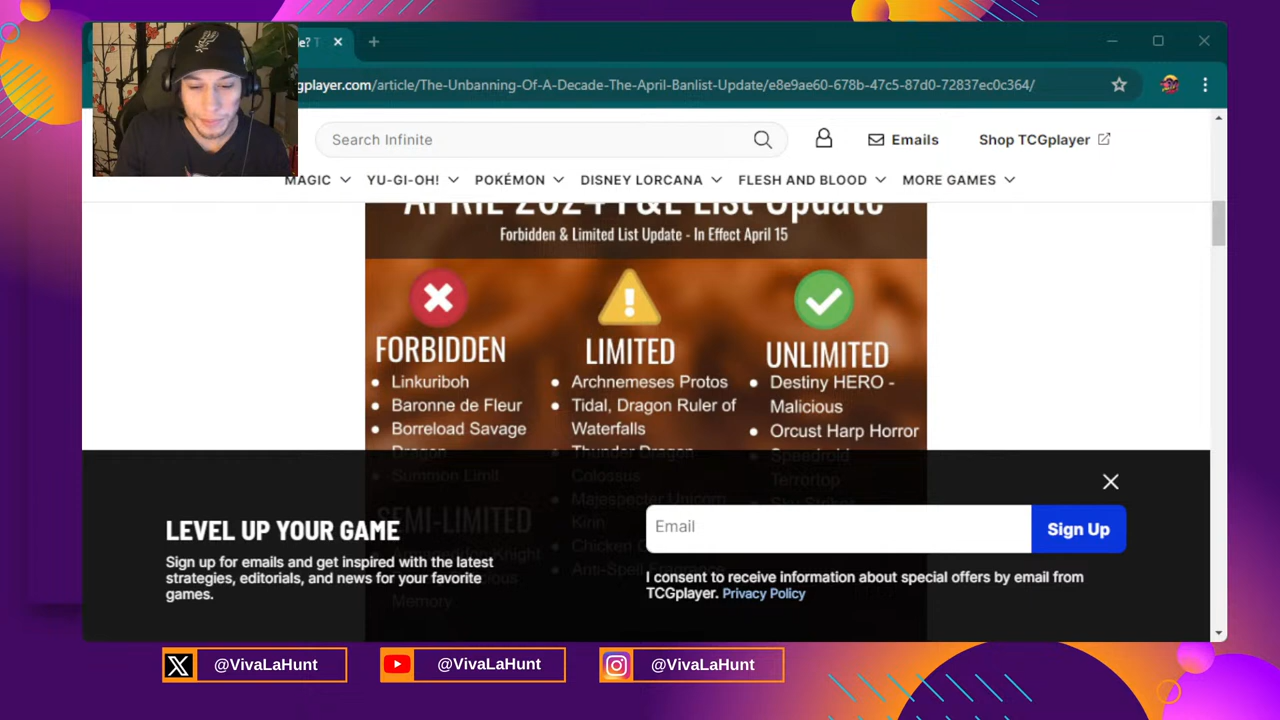 e? T
gplayer.com/article/The-Unbanning-Of-A-Decade-The-April-Banlist-Update/e8e9ae60-678b-47c5-87d0-72837ec0c364/
Search Infinite
Emails
Shop TCGplayer
MAGIC
YU-GI-OH!
POKÉMON
DISNEY LORCANA
FLESH AND BLOOD
MORE GAMES
APRIL 2024 F&L List Update
Forbidden & Limited List Update - In Effect April 15
FORBIDDEN
• Linkuriboh
• Baronne de Fleur
• Borreload Savage
Dragon
• Summon Limit
SEMI-LIMITED
Armageddon Knight
Memory
LIMITED
• Archnemeses Protos
• Tidal, Dragon Ruler of
Waterfalls
• Thunder Dragon
Colossus
• Majespecter Unicorn
Kirin
• Chicken G
• Anti-Spell Fragrance
UNLIMITED
• Destiny HERO -
Malicious
• Orcust Harp Horror
• Speedroid
Terrortop
• Sky Striker
LEVEL UP YOUR GAME
Sign up for emails and get inspired with the latest
strategies, editorials, and news for your favorite
games.
Email
Sign Up
I consent to receive information about special offers by email from
TCGplayer. Privacy Policy
@VivaLaHunt
@VivaLaHunt
@VivaLaHunt